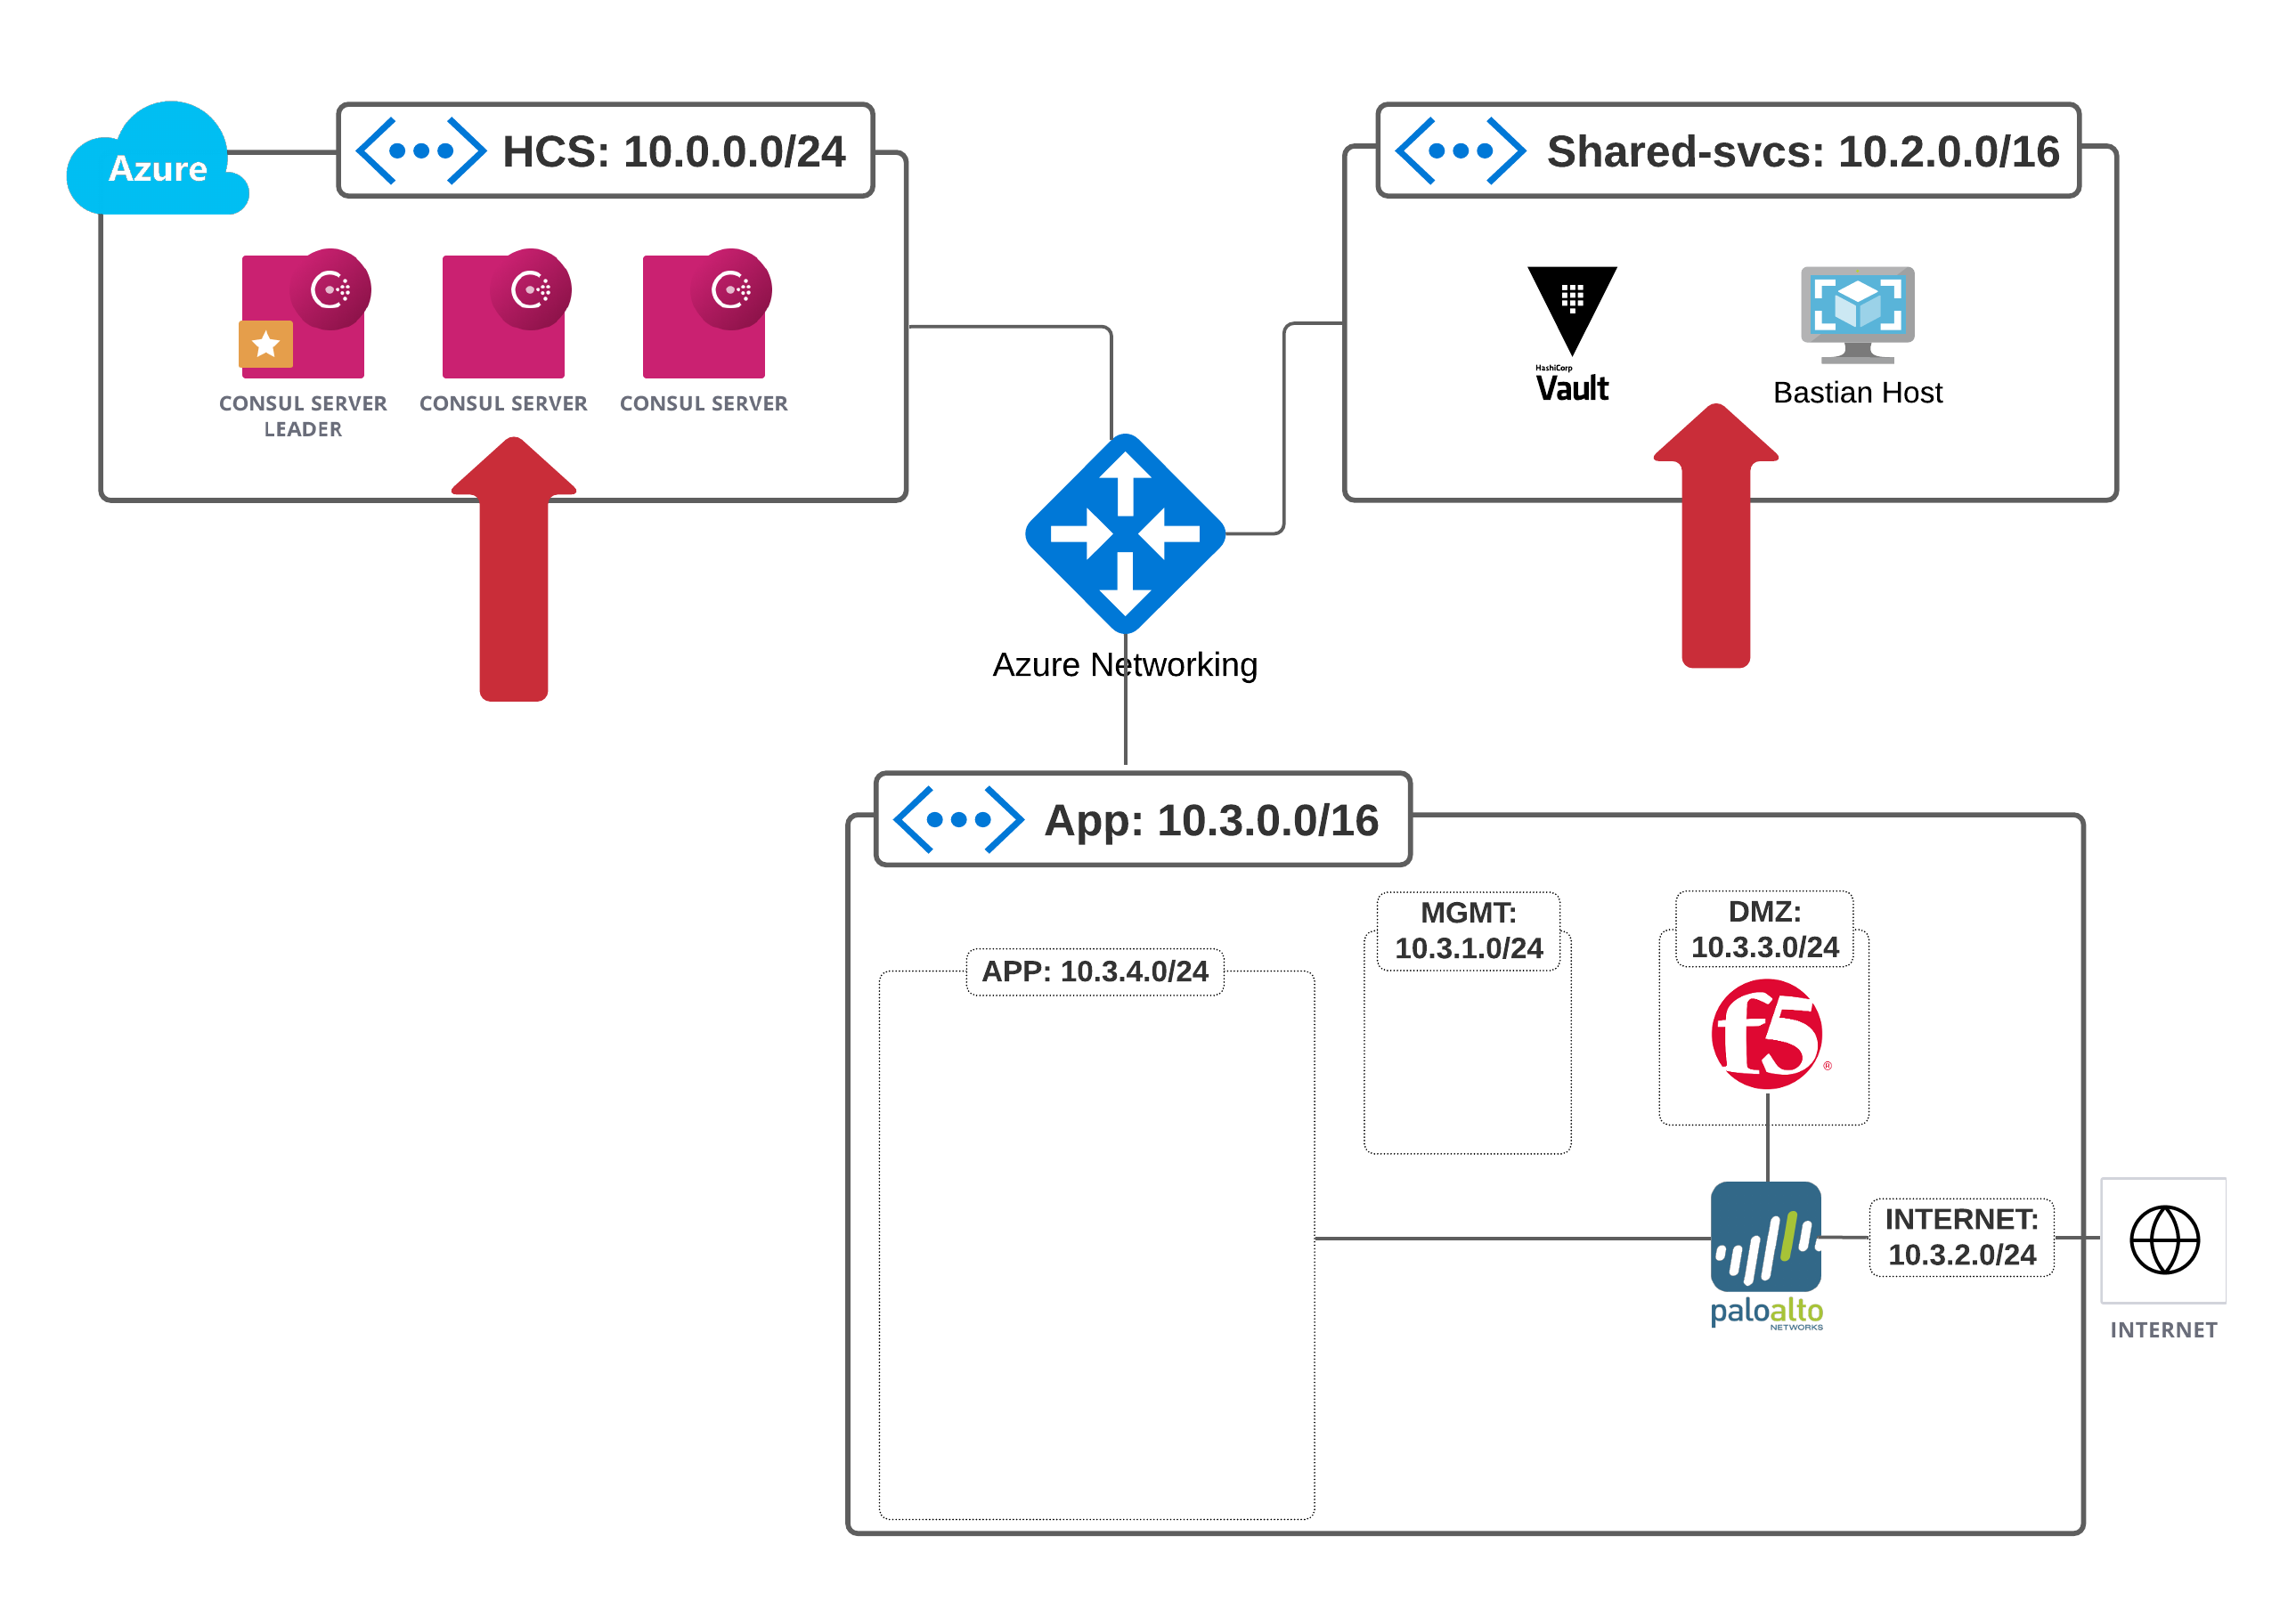 Azure
HCS: 10.0.0.0/24
CONSUL SERVER
LEADER
CONSUL SERVER
CONSUL SERVER
Shared-svcs: 10.2.0.0/16
HashiCorp
Vault
Bastian Host
Azure Networking
App: 10.3.0.0/16
APP: 10.3.4.0/24
MGMT:
10.3.1.0/24
DMZ:
10.3.3.0/24
f5
®
paloalto
NETWORKS
INTERNET:
10.3.2.0/24
INTERNET